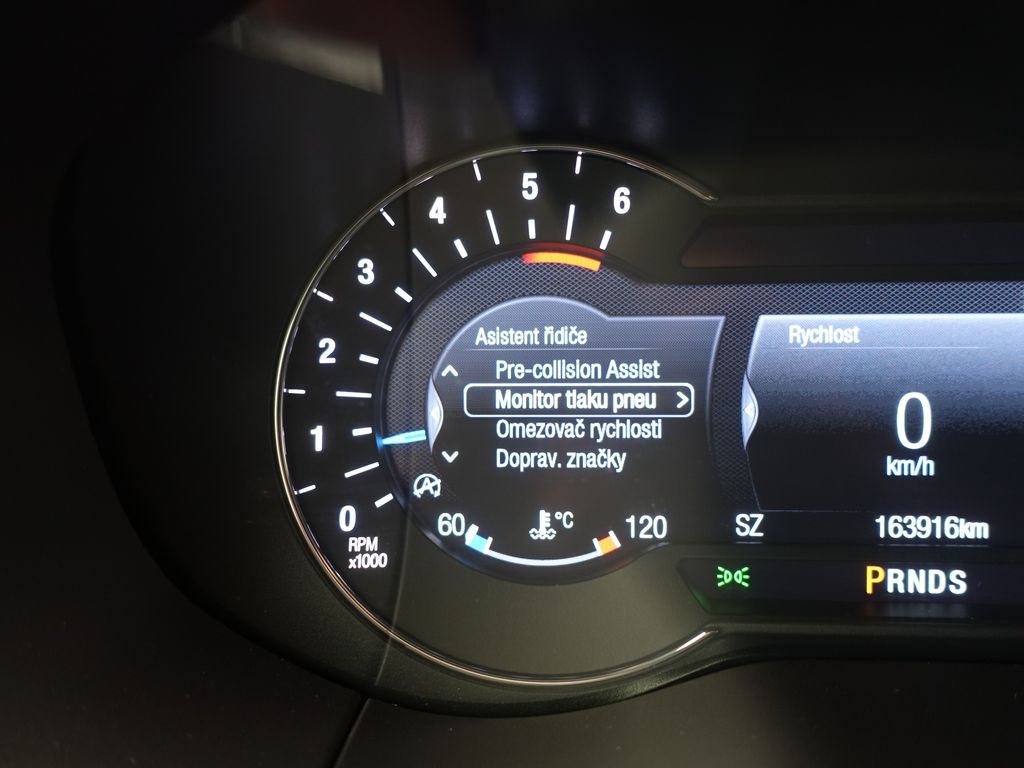 6
5
4
3
2
1
0
RPM
x1000
Asistent řidiče
Pre-collision Assist
Monitor tlaku pneu >
Omezovač rychlosti
Doprav. značky
60 °C 120
A
Rychlost
0
km/h
SZ 163916km
PRNDS